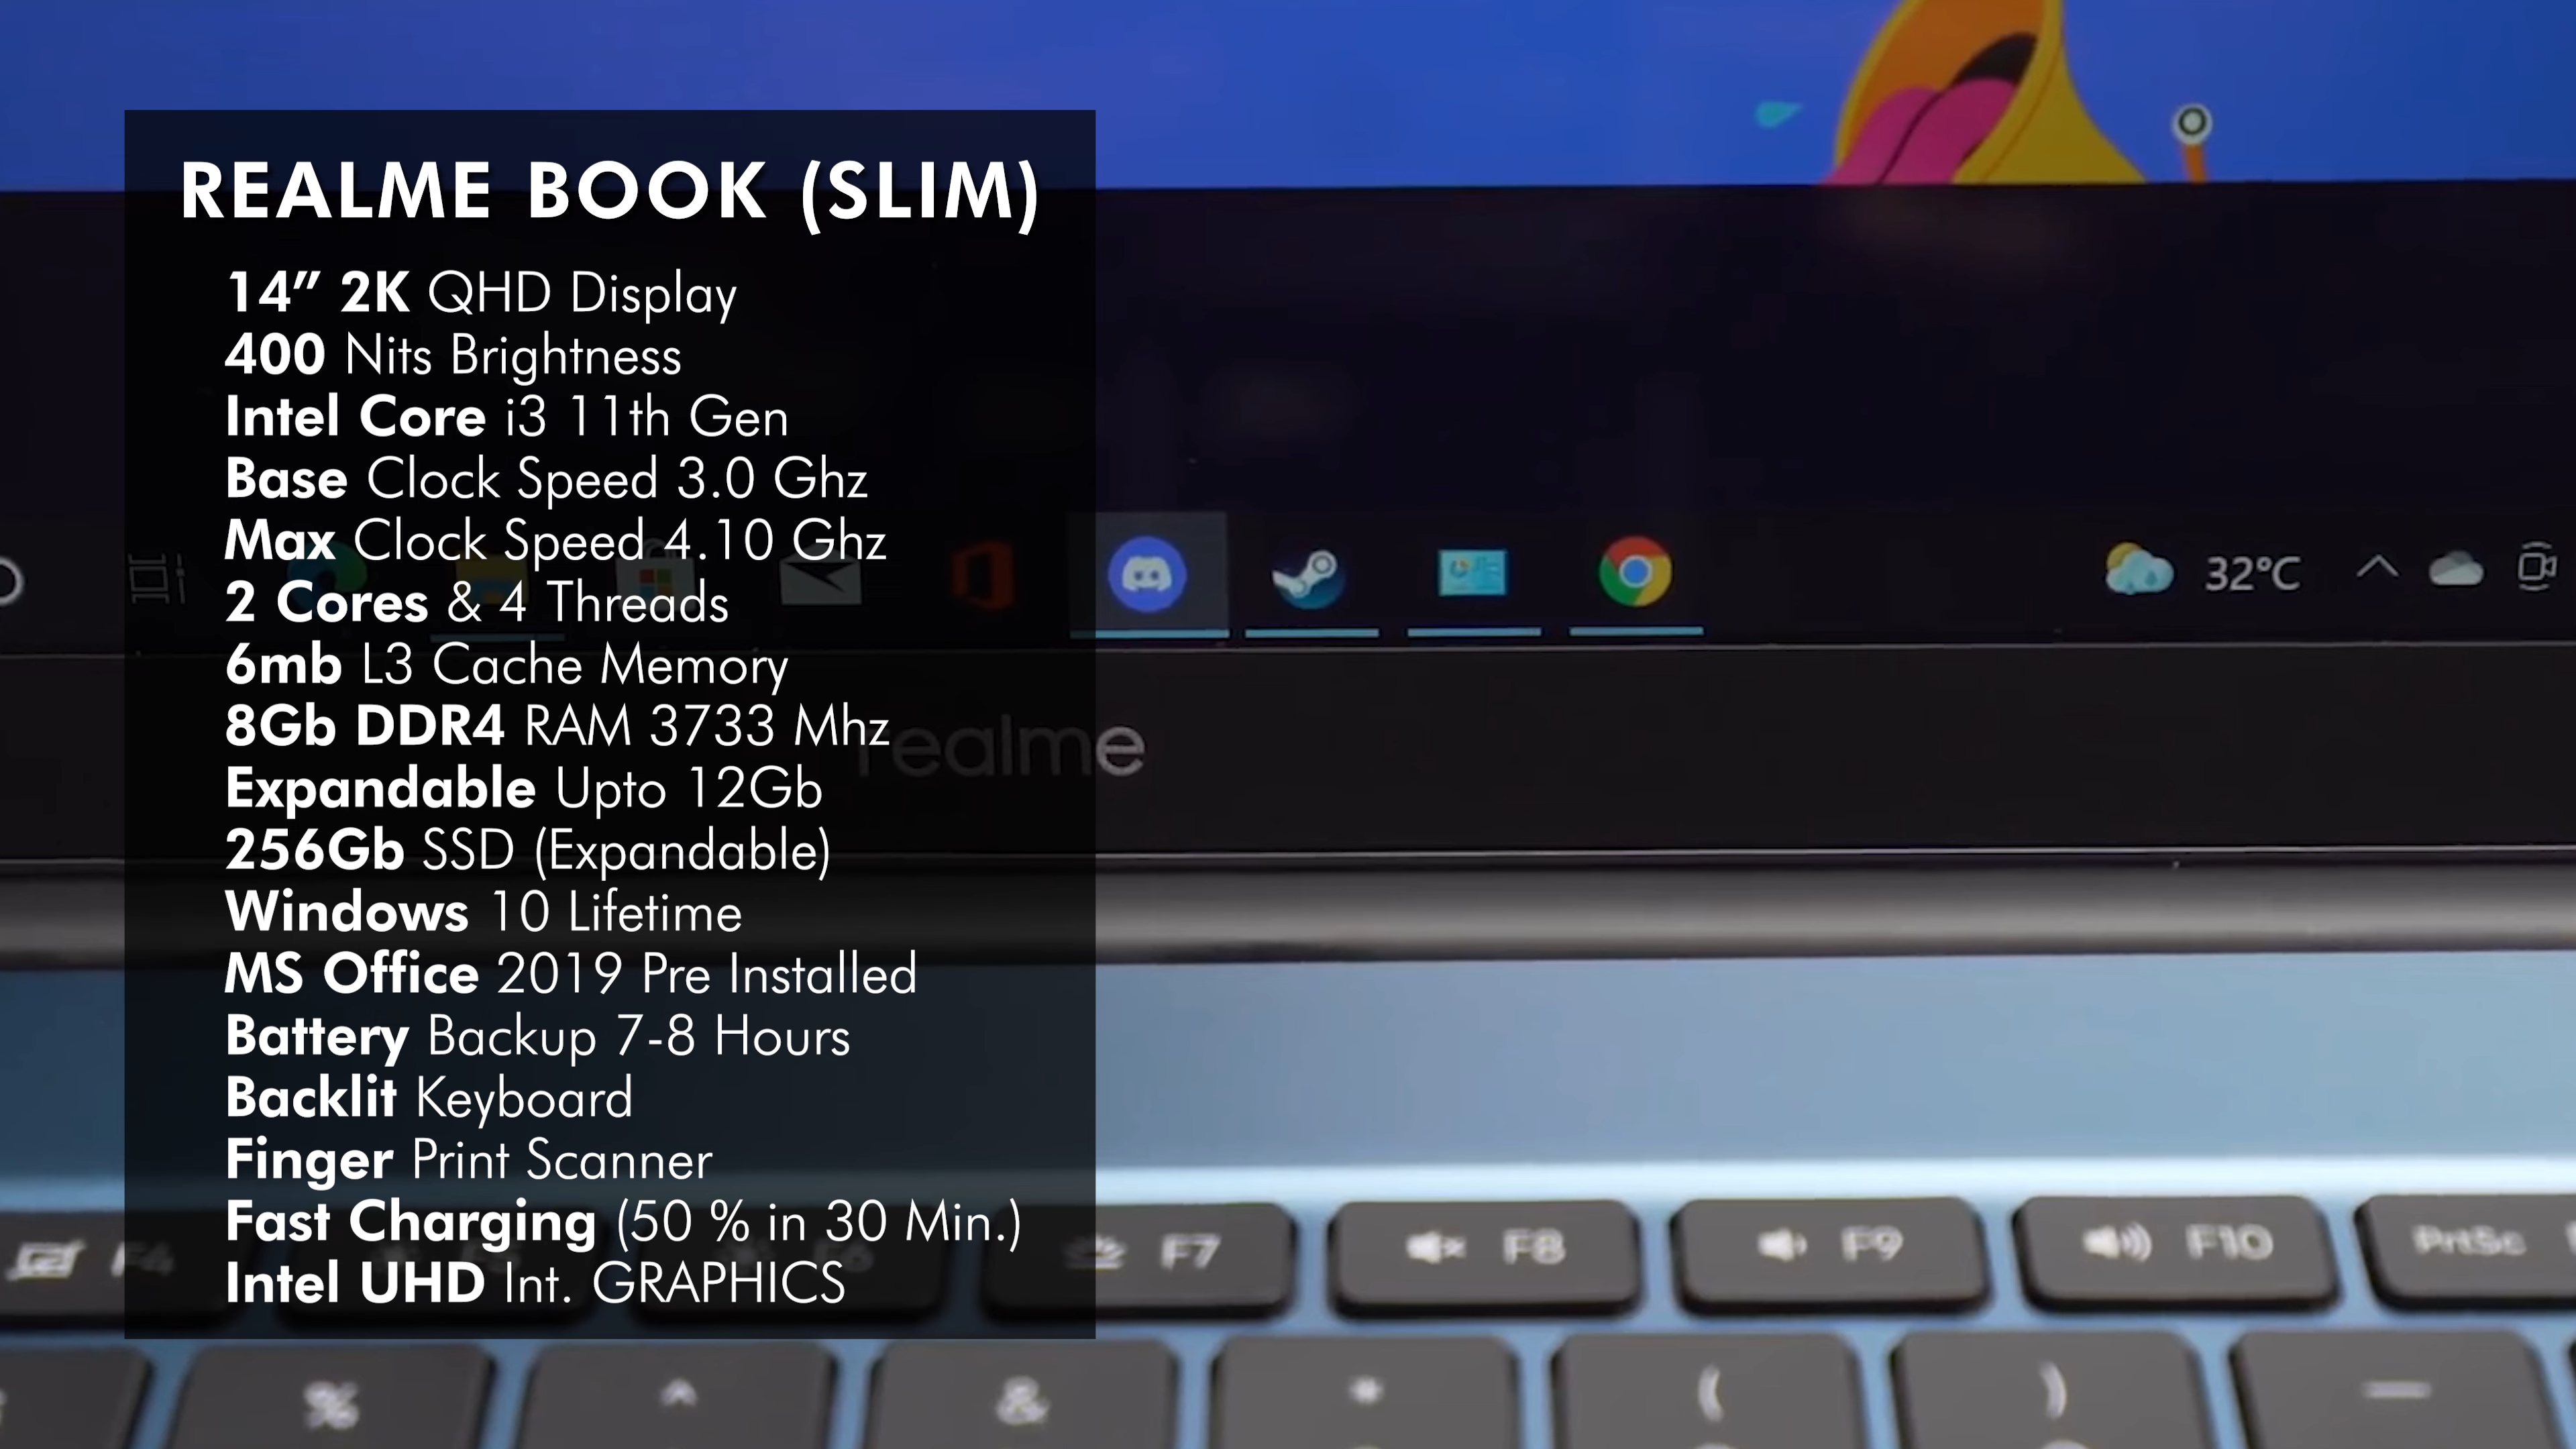 REALME BOOK (SLIM)
14” 2K QHD Display
400 Nits Brightness
Intel Core i3 11th Gen
Base Clock Speed 3.0 Ghz
Max Clock Speed 4.10 Ghz
2 Cores & 4 Threads
6mb L3 Cache Memory
8Gb DDR4 RAM 3733 Mhz
Expandable Upto 12Gb
256Gb SSD (Expandable)
Windows 10 Lifetime
MS Office 2019 Pre Installed
Battery Backup 7-8 Hours
Backlit Keyboard
Finger Print Scanner
Fast Charging (50 % in 30 Min.)
Intel UHD Int. GRAPHICS
32°C
realme
F4 F5 F6 F7 F8 F9 F10 PrtSc
% ^ & * ( ) —